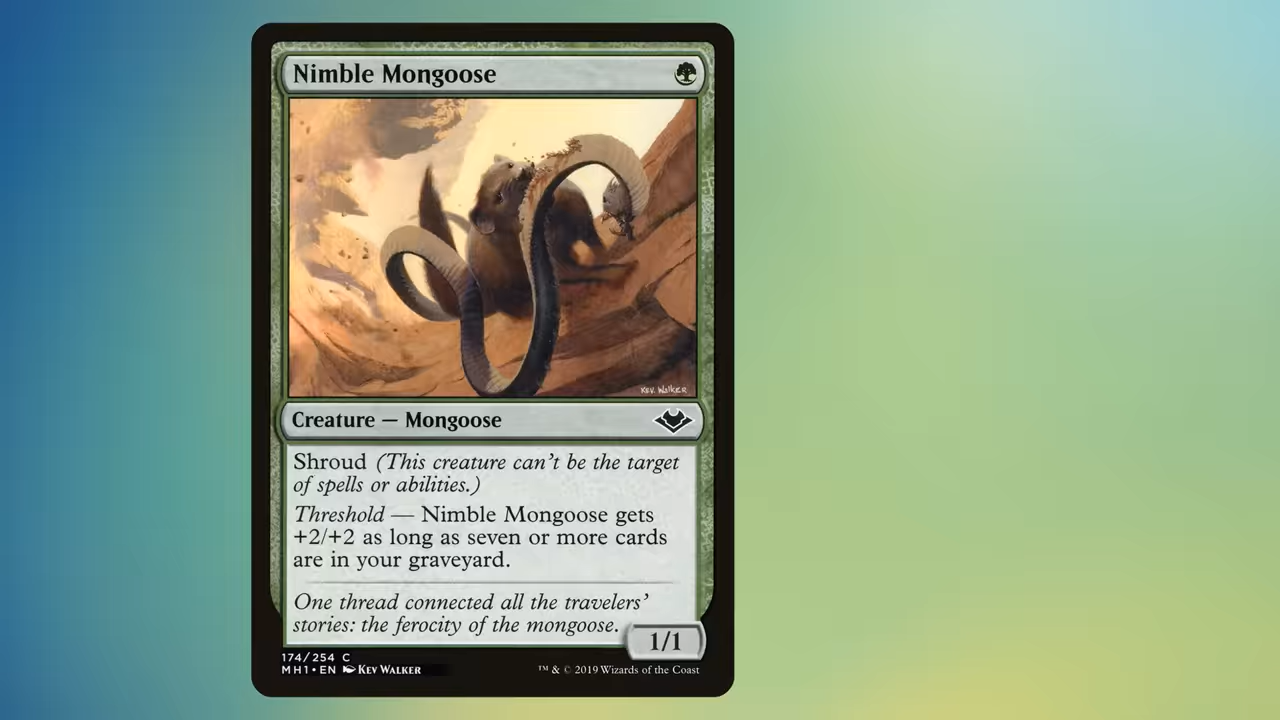 Nimble Mongoose
KEV. WALKER
Creature — Mongoose
Shroud (This creature can't be the target
of spells or abilities.)
Threshold — Nimble Mongoose gets
+2/+2 as long as seven or more cards
are in your graveyard.
One thread connected all the travelers'
stories: the ferocity of the mongoose.
1/1
174/254 C
MH1 • EN KEV WALKER
™ & © 2019 Wizards of the Coast